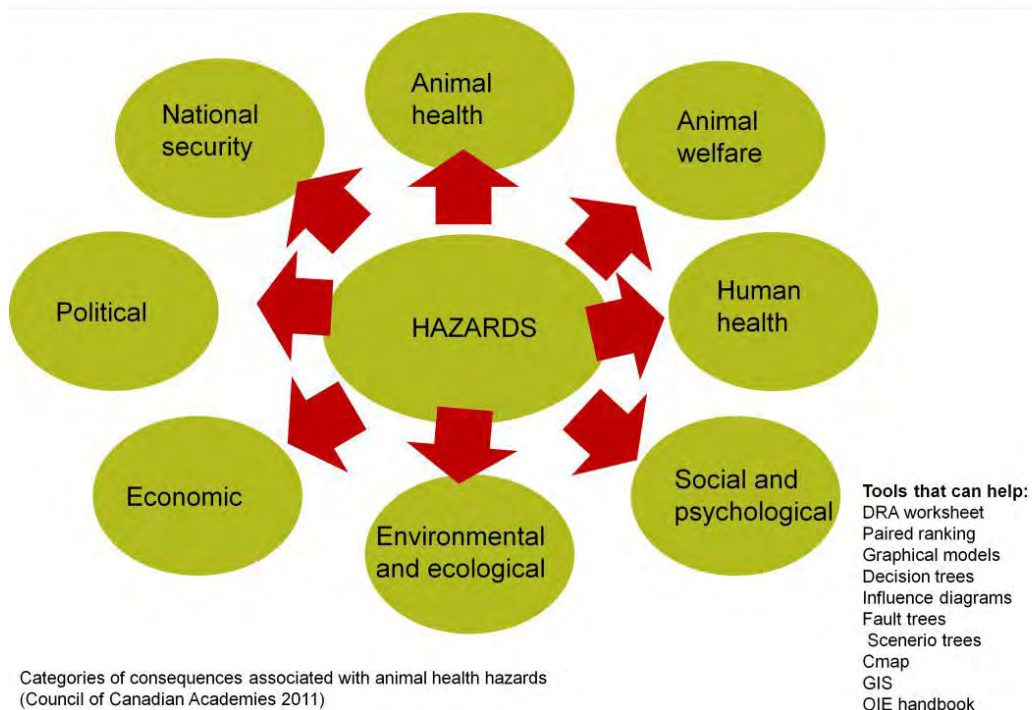 Animal
health
National
security
Animal
welfare
Political
HAZARDS
Human
health
Economic
Environmental
and ecological
Social and
psychological
Tools that can help:
DRA worksheet
Paired ranking
Graphical models
Decision trees
Influence diagrams
Fault trees
Scenerio trees
Cmap
GIS
OIE handbook
Categories of consequences associated with animal health hazards
(Council of Canadian Academies 2011)